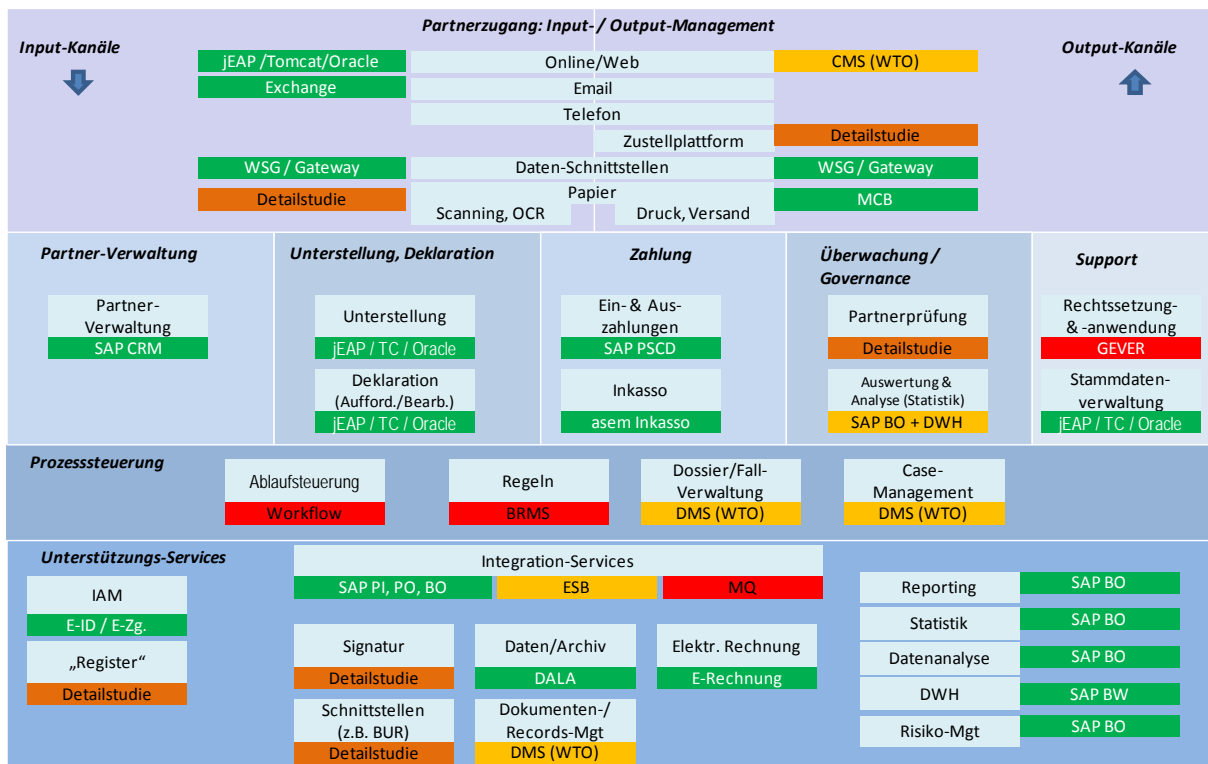 Partnerzugang: Input- / Output-Management
Input-Kanäle
Output-Kanäle
jEAP /Tomcat/Oracle
Online/Web
CMS (WTO)
Exchange
Email
Telefon
Zustellplattform
Detailstudie
WSG / Gateway
Daten-Schnittstellen
WSG / Gateway
Detailstudie
Papier
MCB
Scanning, OCR
Druck, Versand
Partner-Verwaltung
Partner-
Verwaltung
SAP CRM
Unterstellung, Deklaration
Unterstellung
jEAP / TC / Oracle
Deklaration
(Aufford./Bearb.)
jEAP / TC / Oracle
Zahlung
Ein- & Aus-
zahlungen
SAP PSCD
Inkasso
asem Inkasso
Überwachung /
Governance
Partnerprüfung
Detailstudie
Auswertung &
Analyse (Statistik)
SAP BO + DWH
Support
Rechtssetzung-
& -anwendung
GEVER
Stammdaten-
verwaltung
jEAP / TC / Oracle
Prozesssteuerung
Ablaufsteuerung
Workflow
Regeln
BRMS
Dossier/Fall-
Verwaltung
DMS (WTO)
Case-
Management
DMS (WTO)
Unterstützungs-Services
IAM
E-ID / E-Zg.
„Register“
Detailstudie
Integration-Services
SAP PI, PO, BO
ESB
MQ
Signatur
Detailstudie
Daten/Archiv
DALA
Elektr. Rechnung
E-Rechnung
Schnittstellen
(z.B. BUR)
Detailstudie
Dokumenten-/
Records-Mgt
DMS (WTO)
Reporting
SAP BO
Statistik
SAP BO
Datenanalyse
SAP BO
DWH
SAP BW
Risiko-Mgt
SAP BO